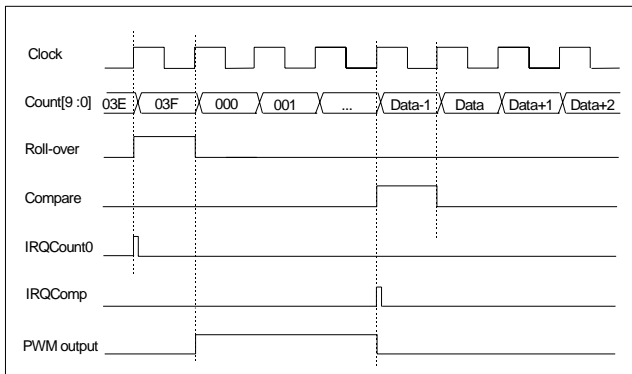 Clock
Count[9 :0] 03E 03F 000 001 ... Data-1 Data Data+1 Data+2
Roll-over
Compare
IRQCount0
IRQComp
PWM output